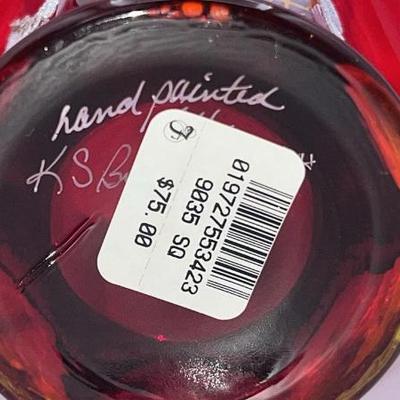 hand painted
K S B
019727553423
9035 SQ
$75.00